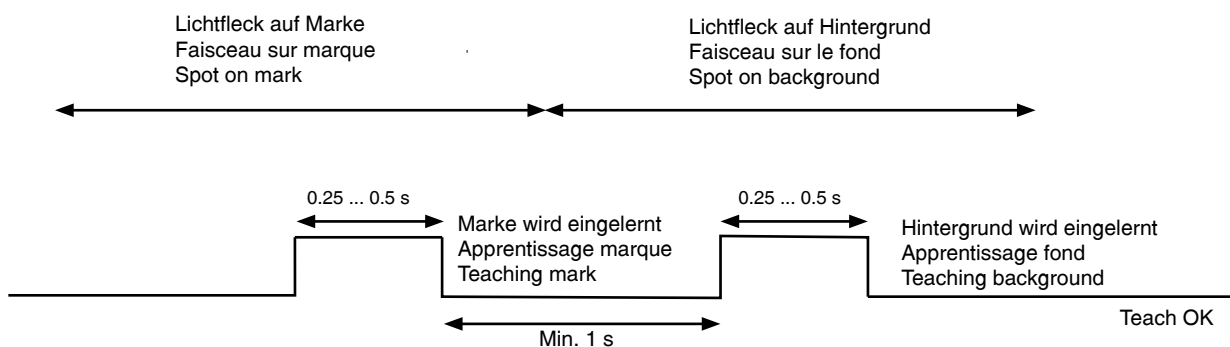 Lichtfleck auf Marke
Faisceau sur marque
Spot on mark
Lichtfleck auf Hintergrund
Faisceau sur le fond
Spot on background
0.25 ... 0.5 s
0.25 ... 0.5 s
Marke wird eingelernt
Apprentissage marque
Teaching mark
Hintergrund wird eingelernt
Apprentissage fond
Teaching background
Min. 1 s
Teach OK